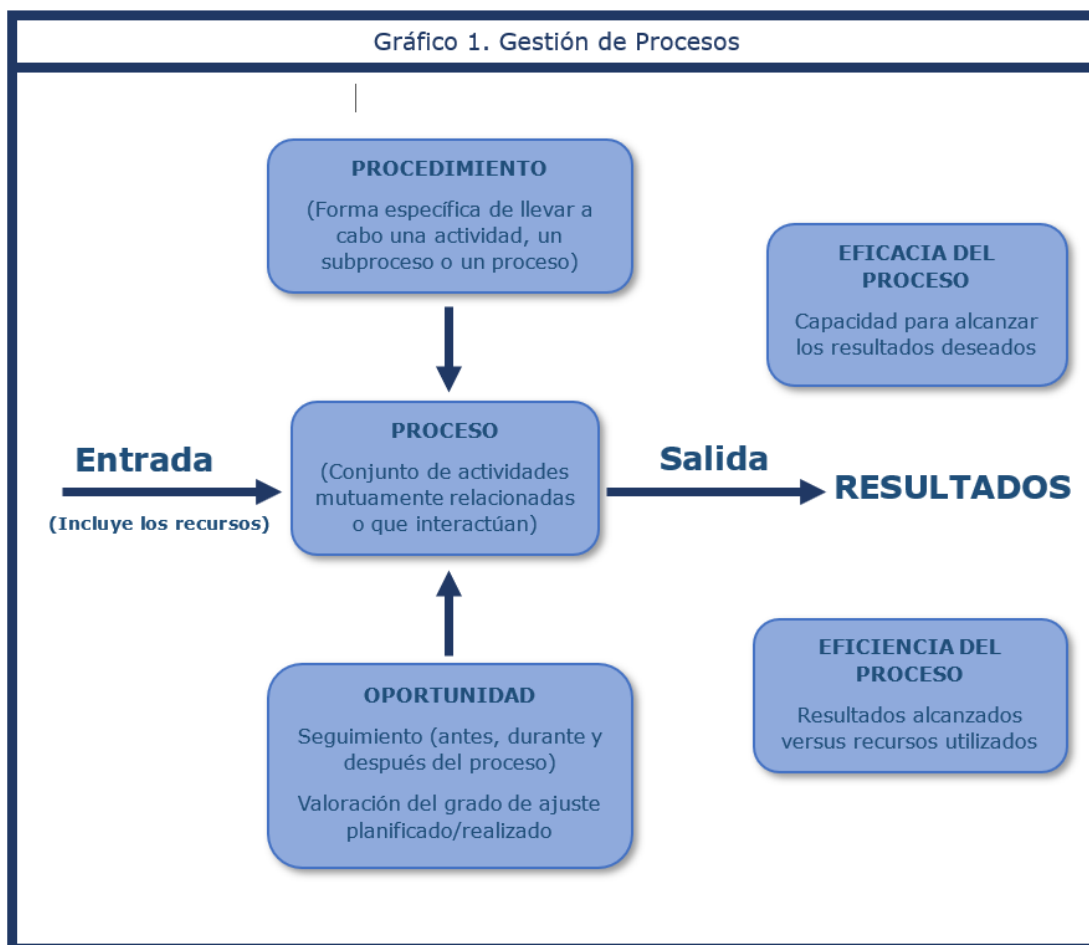 Gráfico 1. Gestión de Procesos
PROCEDIMIENTO
(Forma específica de llevar a
cabo una actividad, un
subproceso o un proceso)
EFICACIA DEL
PROCESO
Capacidad para alcanzar
los resultados deseados
Entrada
(Incluye los recursos)
PROCESO
(Conjunto de actividades
mutuamente relacionadas
o que interactúan)
Salida
RESULTADOS
OPORTUNIDAD
Seguimiento (antes, durante y
después del proceso)
Valoración del grado de ajuste
planificado/realizado
EFICIENCIA DEL
PROCESO
Resultados alcanzados
versus recursos utilizados